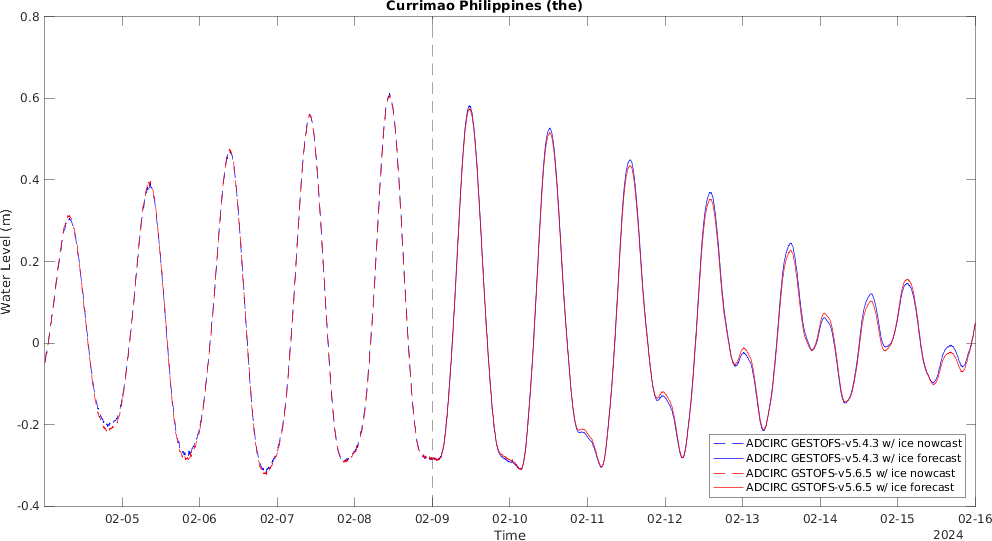 Currimao Philippines (the)
0.8
0.6
0.4
0.2
0
-0.2
-0.4
Water Level (m)
02-05
02-06
02-07
02-08
02-09
02-10
02-11
02-12
02-13
02-14
02-15
02-16
Time
2024
ADCIRC GESTOFS-v5.4.3 w/ ice nowcast
ADCIRC GESTOFS-v5.4.3 w/ ice forecast
ADCIRC GSTOFS-v5.6.5 w/ ice nowcast
ADCIRC GSTOFS-v5.6.5 w/ ice forecast